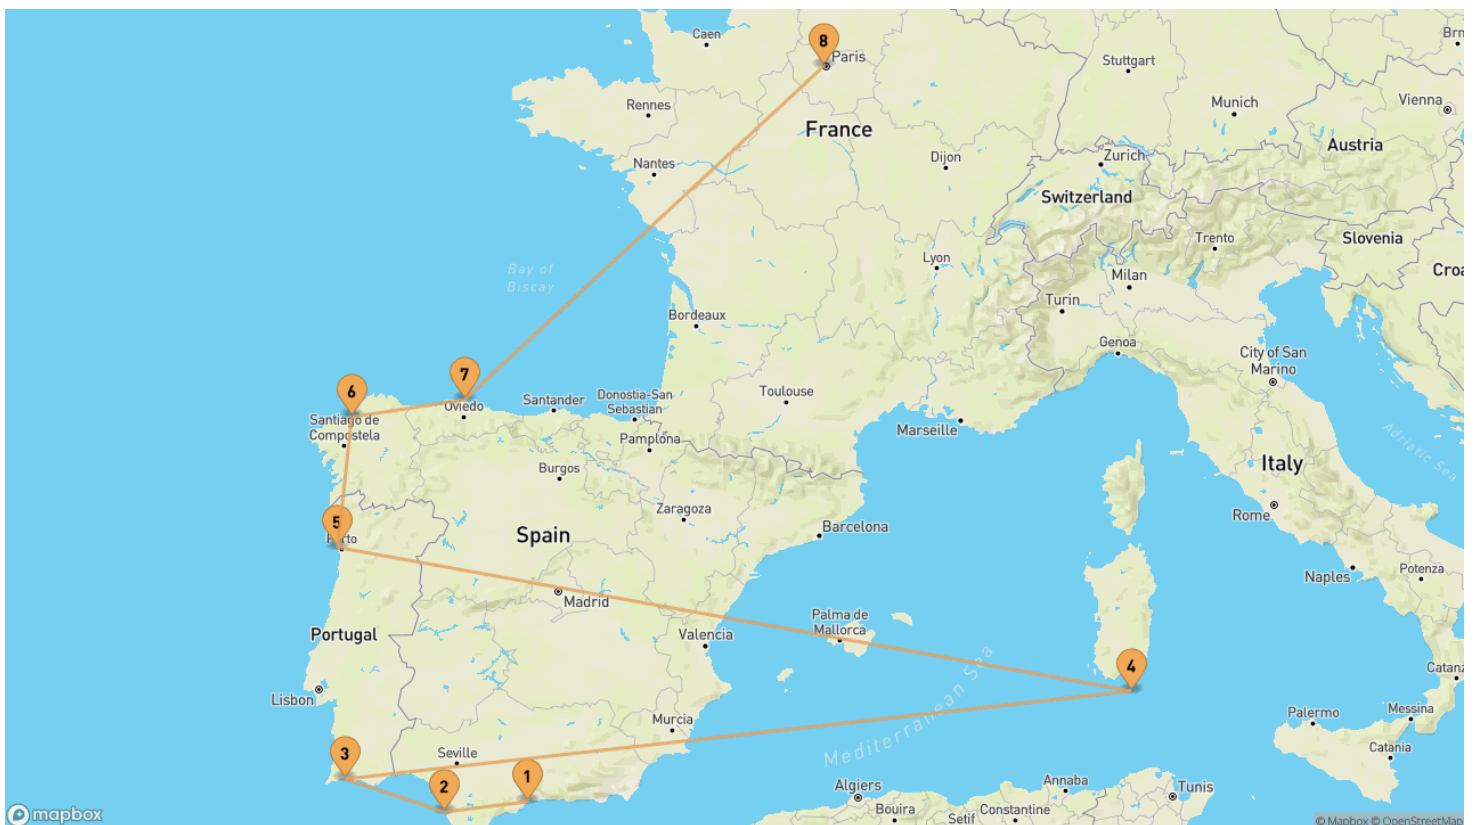 Caen
8
Paris
Stuttgart
Brn
Munich
Vienna
Rennes
France
Austria
Nantes
Dijon
Zurich
Switzerland
Trento
Slovenia
Lyon
Milan
Croa
Bay of
Biscay
Turin
Bordeaux
Genoa
City of San
Marino
7
6
Oviedo
Santander
Donostia-San
Sebastian
Toulouse
Santiago de
Compostela
Pamplona
Marseille
Adriatic Sea
Burgos
Italy
Zaragoza
Rome
5
Porto
Spain
Barcelona
Naples
Potenza
Madrid
Portugal
Palma de
Mallorca
Valencia
4
Catanz
Lisbon
Mediterranean Sea
Murcia
Palermo
Messina
3
Seville
Catania
2
1
Algiers
Annaba
Tunis
Bouira
Setif
Constantine
mapbox
© Mapbox © OpenStreetMap